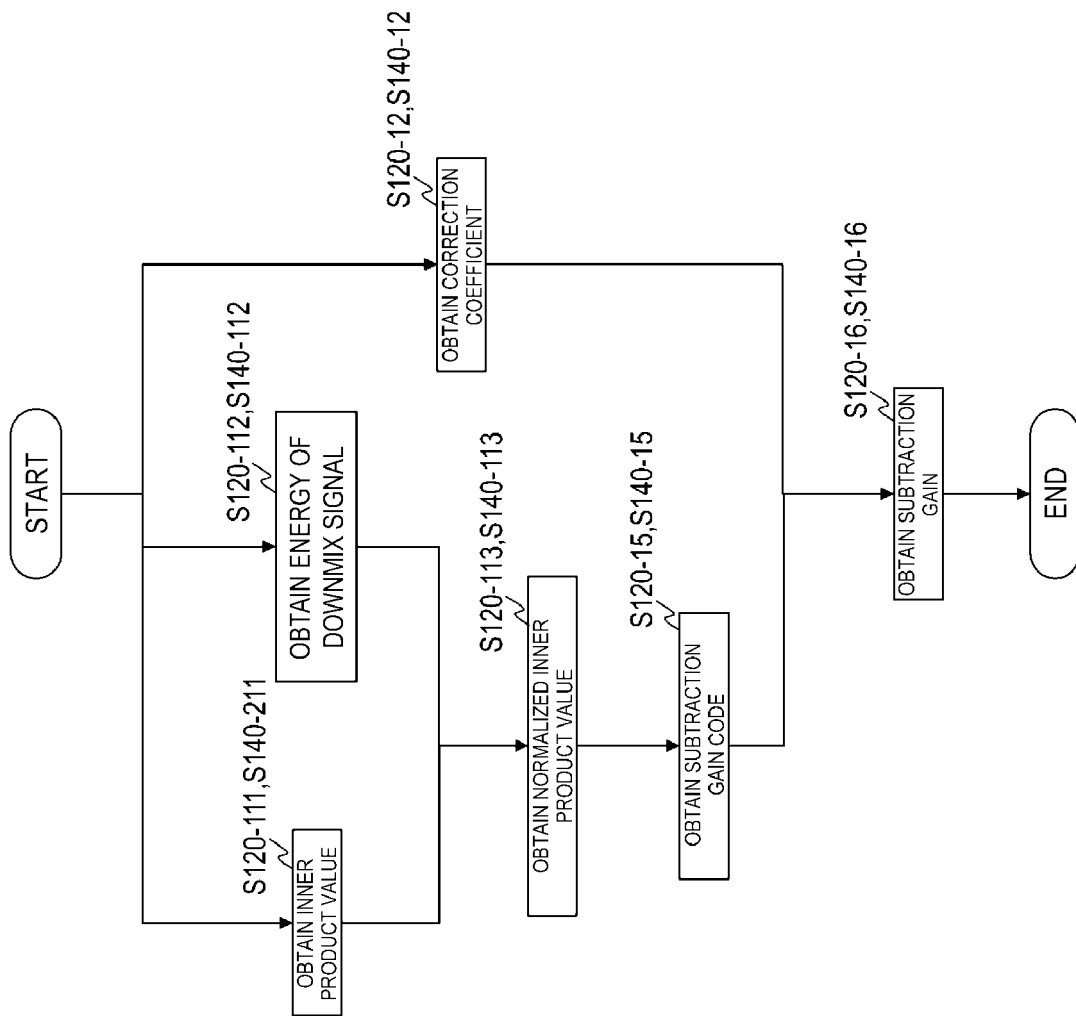 START
S120-111,S140-211
OBTAIN INNER
PRODUCT VALUE
S120-112,S140-112
OBTAIN ENERGY OF
DOWNMIX SIGNAL
S120-12,S140-12
OBTAIN CORRECTION
COEFFICIENT
S120-113,S140-113
OBTAIN NORMALIZED INNER
PRODUCT VALUE
S120-15,S140-15
OBTAIN SUBTRACTION
GAIN CODE
S120-16,S140-16
OBTAIN SUBTRACTION
GAIN
END